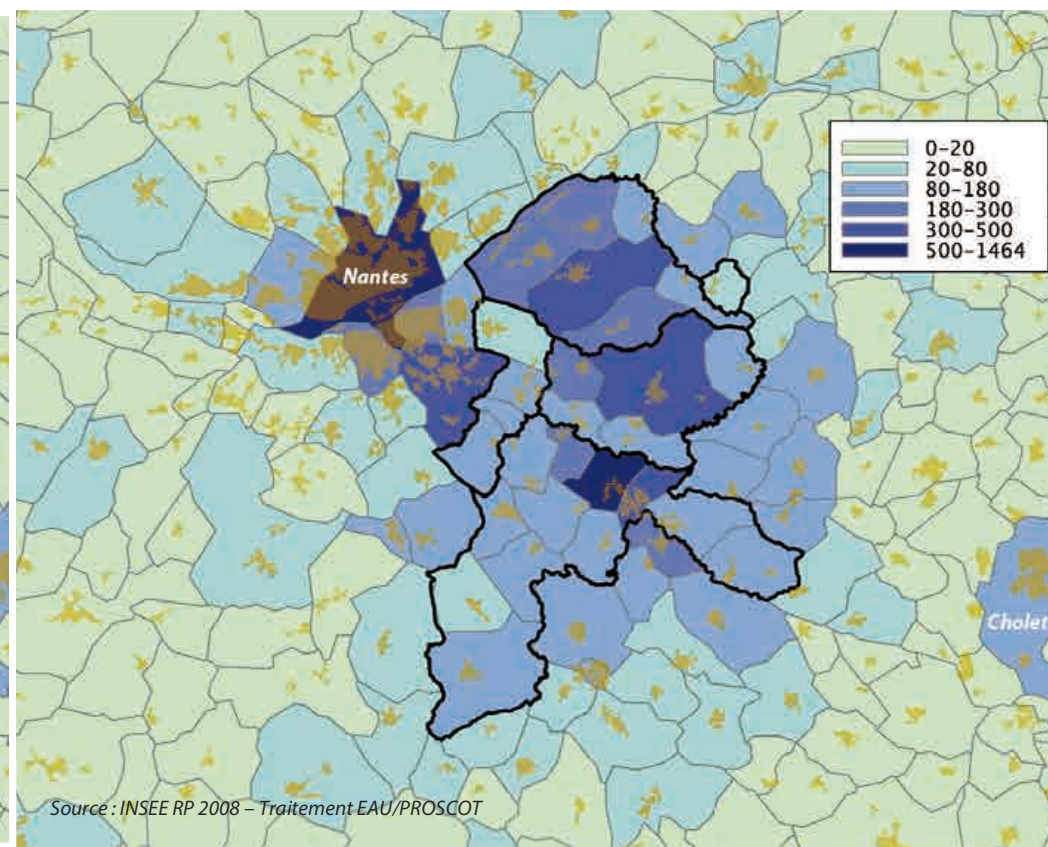 0-20
20-80
80-180
180-300
300-500
500-1464
Nantes
Cholet
Source : INSEE RP 2008 – Traitement EAU/PROSCOT